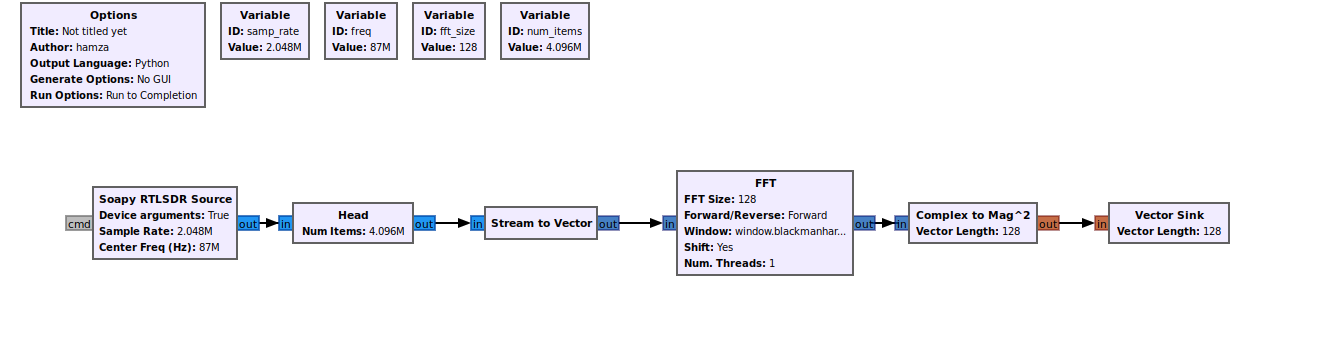 Options
Title: Not titled yet
Author: hamza
Output Language: Python
Generate Options: No GUI
Run Options: Run to Completion
Variable
ID: samp_rate
Value: 2.048M
Variable
ID: freq
Value: 87M
Variable
ID: fft_size
Value: 128
Variable
ID: num_items
Value: 4.096M
cmd
Soapy RTLSDR Source
Device arguments: True
Sample Rate: 2.048M
Center Freq (Hz): 87M
out
in
Head
Num Items: 4.096M
out
in
Stream to Vector
out
in
FFT
FFT Size: 128
Forward/Reverse: Forward
Window: window.blackmanhar...
Shift: Yes
Num. Threads: 1
out
in
Complex to Mag^2
Vector Length: 128
out
in
Vector Sink
Vector Length: 128